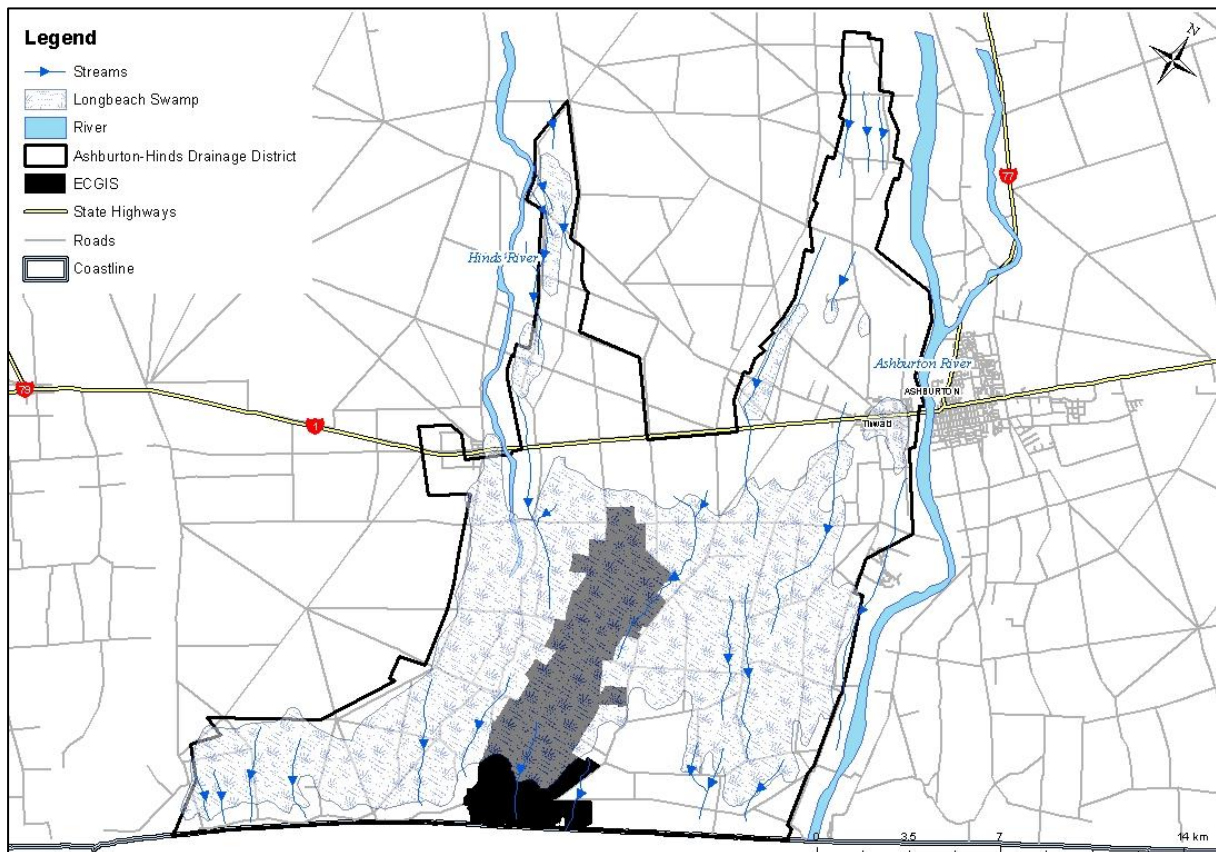 Legend
Streams
Longbeach Swamp
River
Ashburton-Hinds Drainage District
ECGIS
State Highways
Roads
Coastline
N
77
Hinds River
Ashburton River
79
ASHBURTON
1
Tinwald
0 3.5 7 14 km